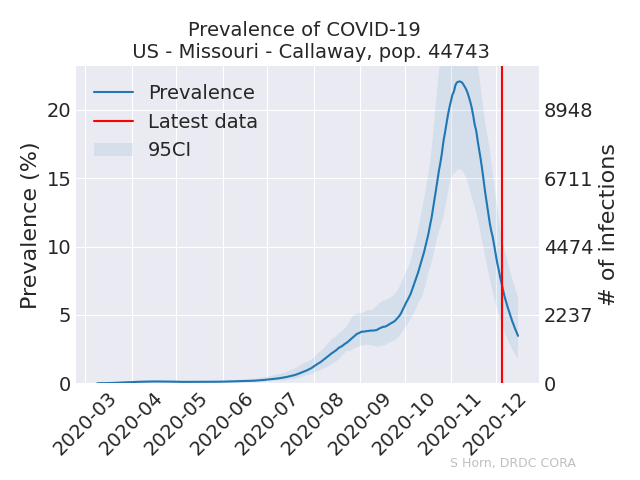 Prevalence of COVID-19
US - Missouri - Callaway, pop. 44743
Prevalence
Latest data
95CI
Prevalence (%)
20
15
10
5
0
# of infections
8948
6711
4474
2237
0
2020-03
2020-04
2020-05
2020-06
2020-07
2020-08
2020-09
2020-10
2020-11
2020-12
S Horn, DRDC CORA